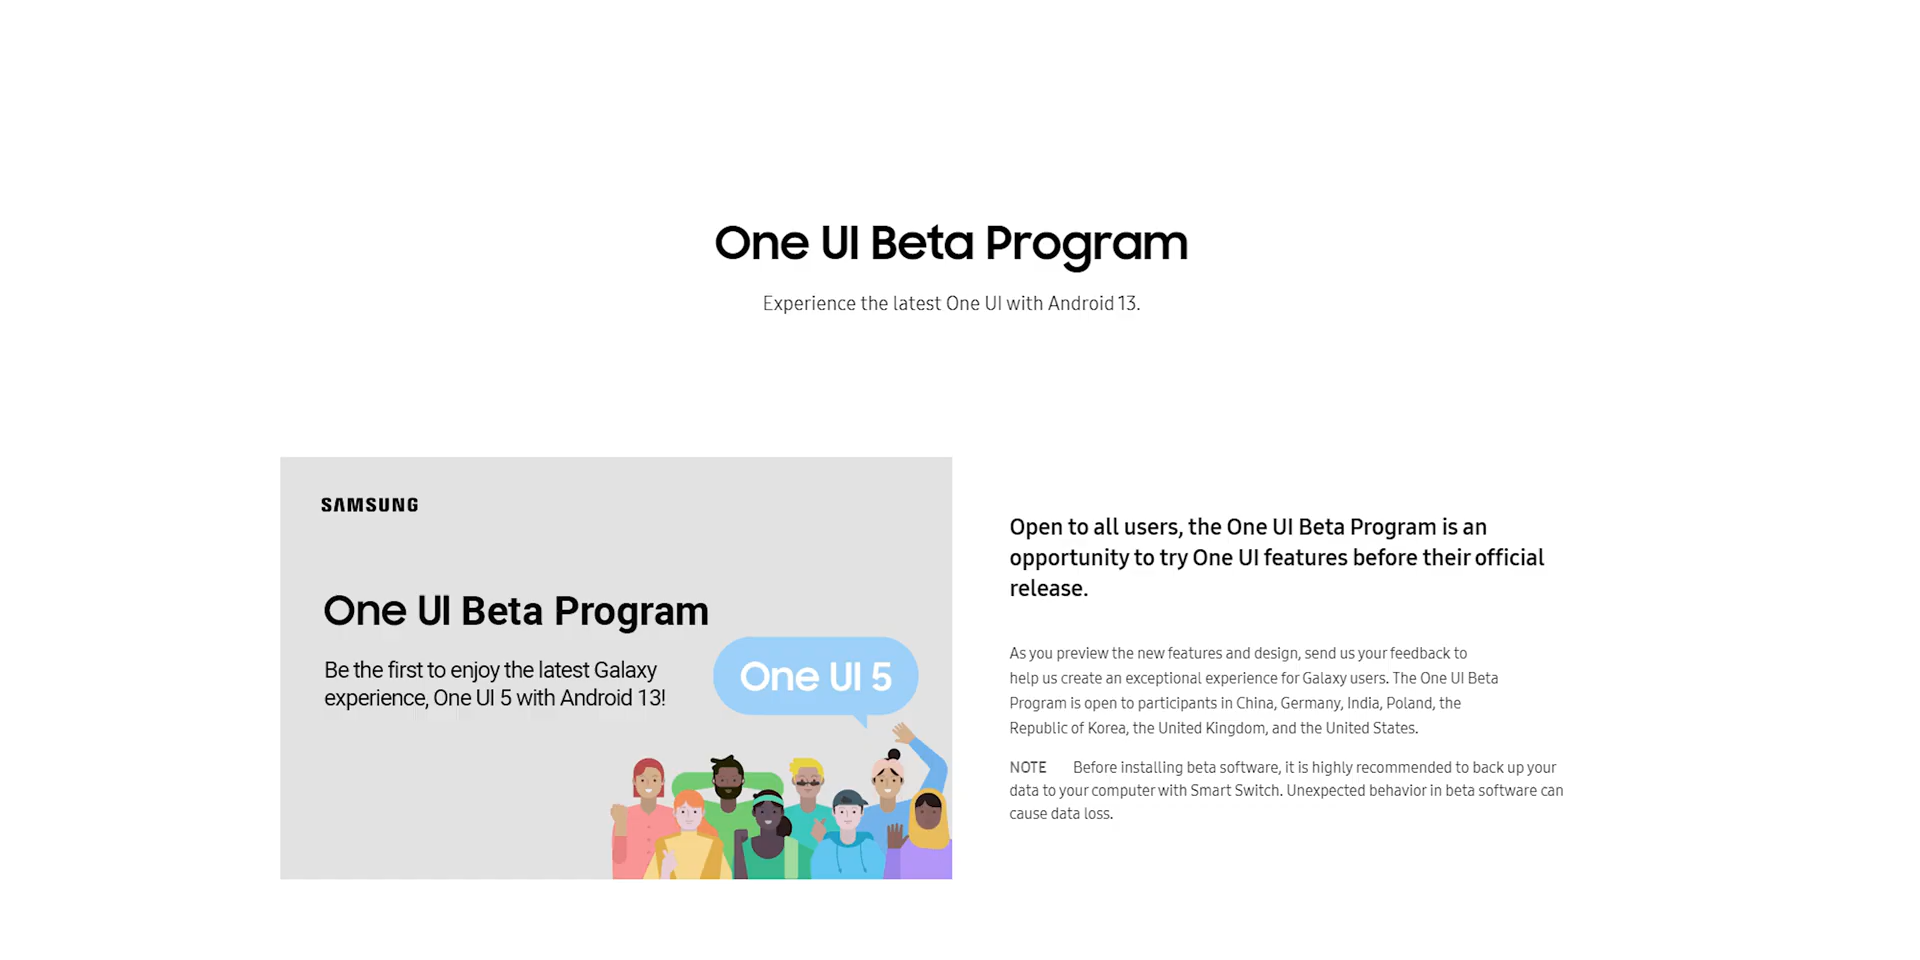 One UI Beta Program
Experience the latest One UI with Android 13.
SAMSUNG
One UI Beta Program
Be the first to enjoy the latest Galaxy
experience, One UI 5 with Android 13!
One UI 5
Open to all users, the One UI Beta Program is an
opportunity to try One UI features before their official
release.
As you preview the new features and design, send us your feedback to
help us create an exceptional experience for Galaxy users. The One UI Beta
Program is open to participants in China, Germany, India, Poland, the
Republic of Korea, the United Kingdom, and the United States.
NOTE Before installing beta software, it is highly recommended to back up your
data to your computer with Smart Switch. Unexpected behavior in beta software can
cause data loss.